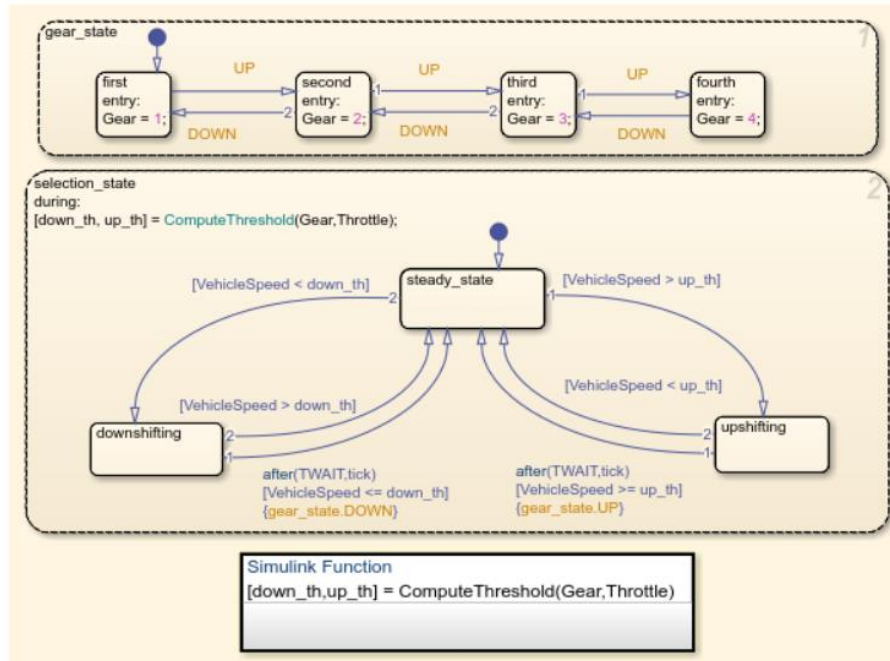 gear_state
1
UP
UP
UP
first
entry:
Gear = 1;
second
entry:
Gear = 2;
1
2
third
entry:
Gear = 3;
1
2
fourth
entry:
Gear = 4;
DOWN
DOWN
DOWN
selection_state
2
during:
[down_th, up_th] = ComputeThreshold(Gear,Throttle);
steady_state
[VehicleSpeed < down_th]
2
1
[VehicleSpeed > up_th]
[VehicleSpeed > down_th]
[VehicleSpeed < up_th]
downshifting
2
1
upshifting
2
1
after(TWAIT,tick)
[VehicleSpeed <= down_th]
{gear_state.DOWN}
after(TWAIT,tick)
[VehicleSpeed >= up_th]
{gear_state.UP}
Simulink Function
[down_th,up_th] = ComputeThreshold(Gear,Throttle)